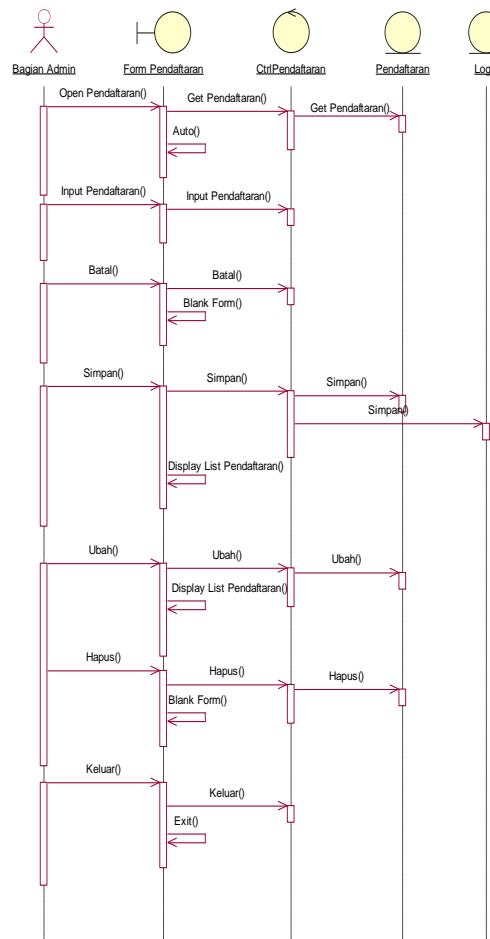 Bagian Admin
Form Pendaftaran
CtrlPendaftaran
Pendaftaran
Log
Open Pendaftaran()
Get Pendaftaran()
Get Pendaftaran()
Auto()
Input Pendaftaran()
Input Pendaftaran()
Batal()
Batal()
Blank Form()
Simpan()
Simpan()
Simpan()
Simpan()
Display List Pendaftaran()
Ubah()
Ubah()
Ubah()
Display List Pendaftaran()
Hapus()
Hapus()
Hapus()
Blank Form()
Keluar()
Keluar()
Exit()